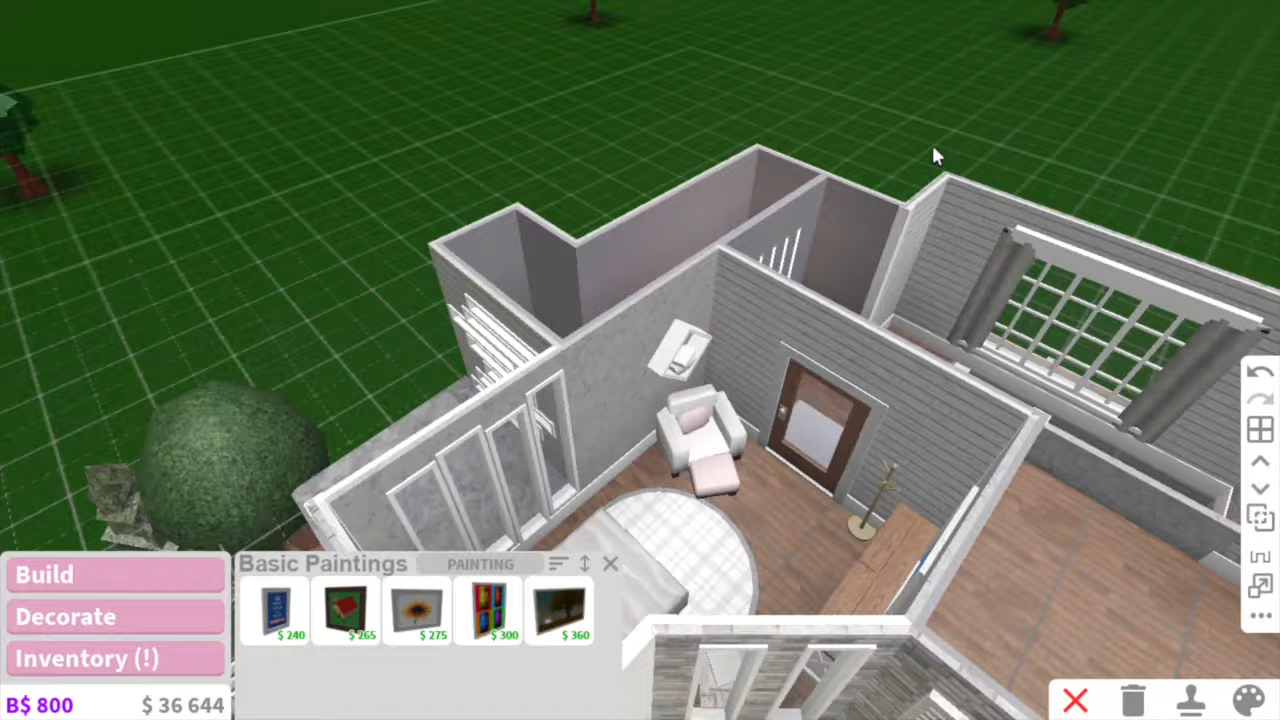 Build
Decorate
Inventory (!)
B$ 800
$ 36 644
Basic Paintings
PAINTING
$ 240
$ 265
$ 275
$ 300
$ 360